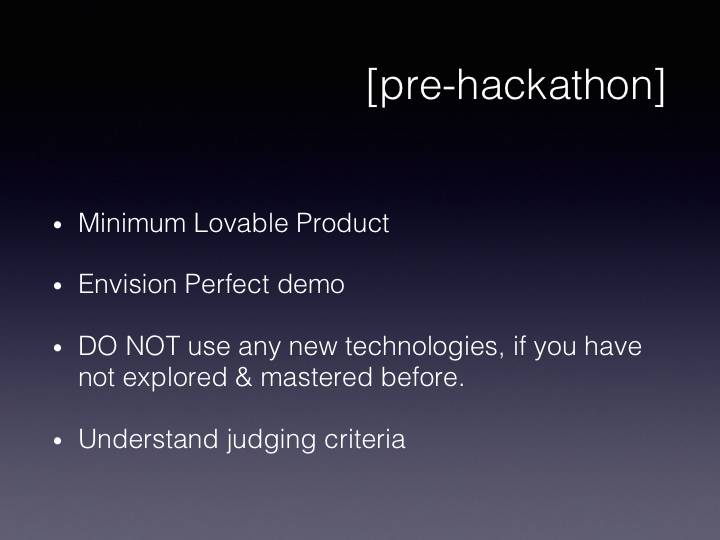 [pre-hackathon]
• Minimum Lovable Product
• Envision Perfect demo
• DO NOT use any new technologies, if you have
not explored & mastered before.
• Understand judging criteria